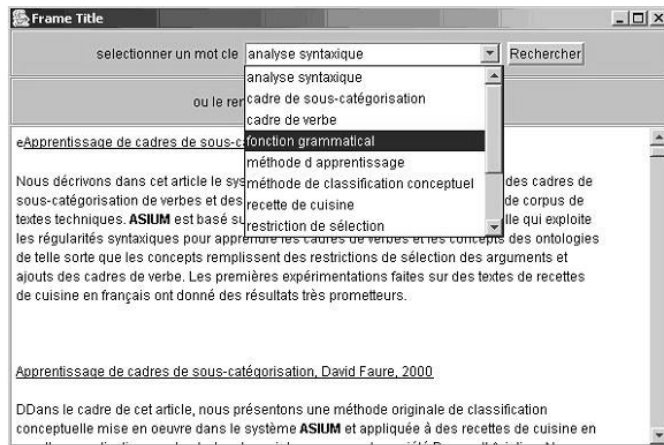 Frame Title
selectionner un mot cle analyse syntaxique Rechercher
analyse syntaxique
cadre de sous-catégorisation
ou le ren
cadre de verbe
fonction grammatical
méthode d apprentissage
méthode de classification conceptuel
recette de cuisine
restriction de sélection
eApprentissage de cadres de sous-c
Nous décrivons dans cet article le sys des cadres de
sous-catégorisation de verbes et des de corpus de
textes techniques. ASIUM est basé su lle qui exploite
les régularités syntaxiques pour apprendre les cadres de verbes et les concepts des ontologies
de telle sorte que les concepts remplissent des restrictions de sélection des arguments et
ajouts des cadres de verbe. Les premières expérimentations faites sur des textes de recettes
de cuisine en français ont donné des résultats très prometteurs.
Apprentissage de cadres de sous-catégorisation, David Faure, 2000
DDans le cadre de cet article, nous présentons une méthode originale de classification
conceptuelle mise en oeuvre dans le système ASIUM et appliquée à des recettes de cuisine en